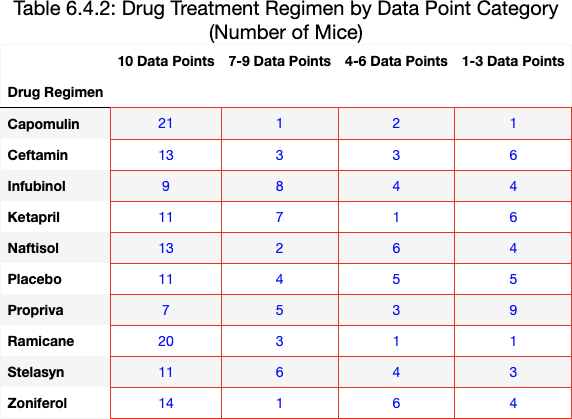 Table 6.4.2: Drug Treatment Regimen by Data Point Category
(Number of Mice)
10 Data Points 7-9 Data Points 4-6 Data Points 1-3 Data Points
Drug Regimen
Capomulin 21 1 2 1
Ceftamin 13 3 3 6
Infubinol 9 8 4 4
Ketapril 11 7 1 6
Naftisol 13 2 6 4
Placebo 11 4 5 5
Propriva 7 5 3 9
Ramicane 20 3 1 1
Stelasyn 11 6 4 3
Zoniferol 14 1 6 4